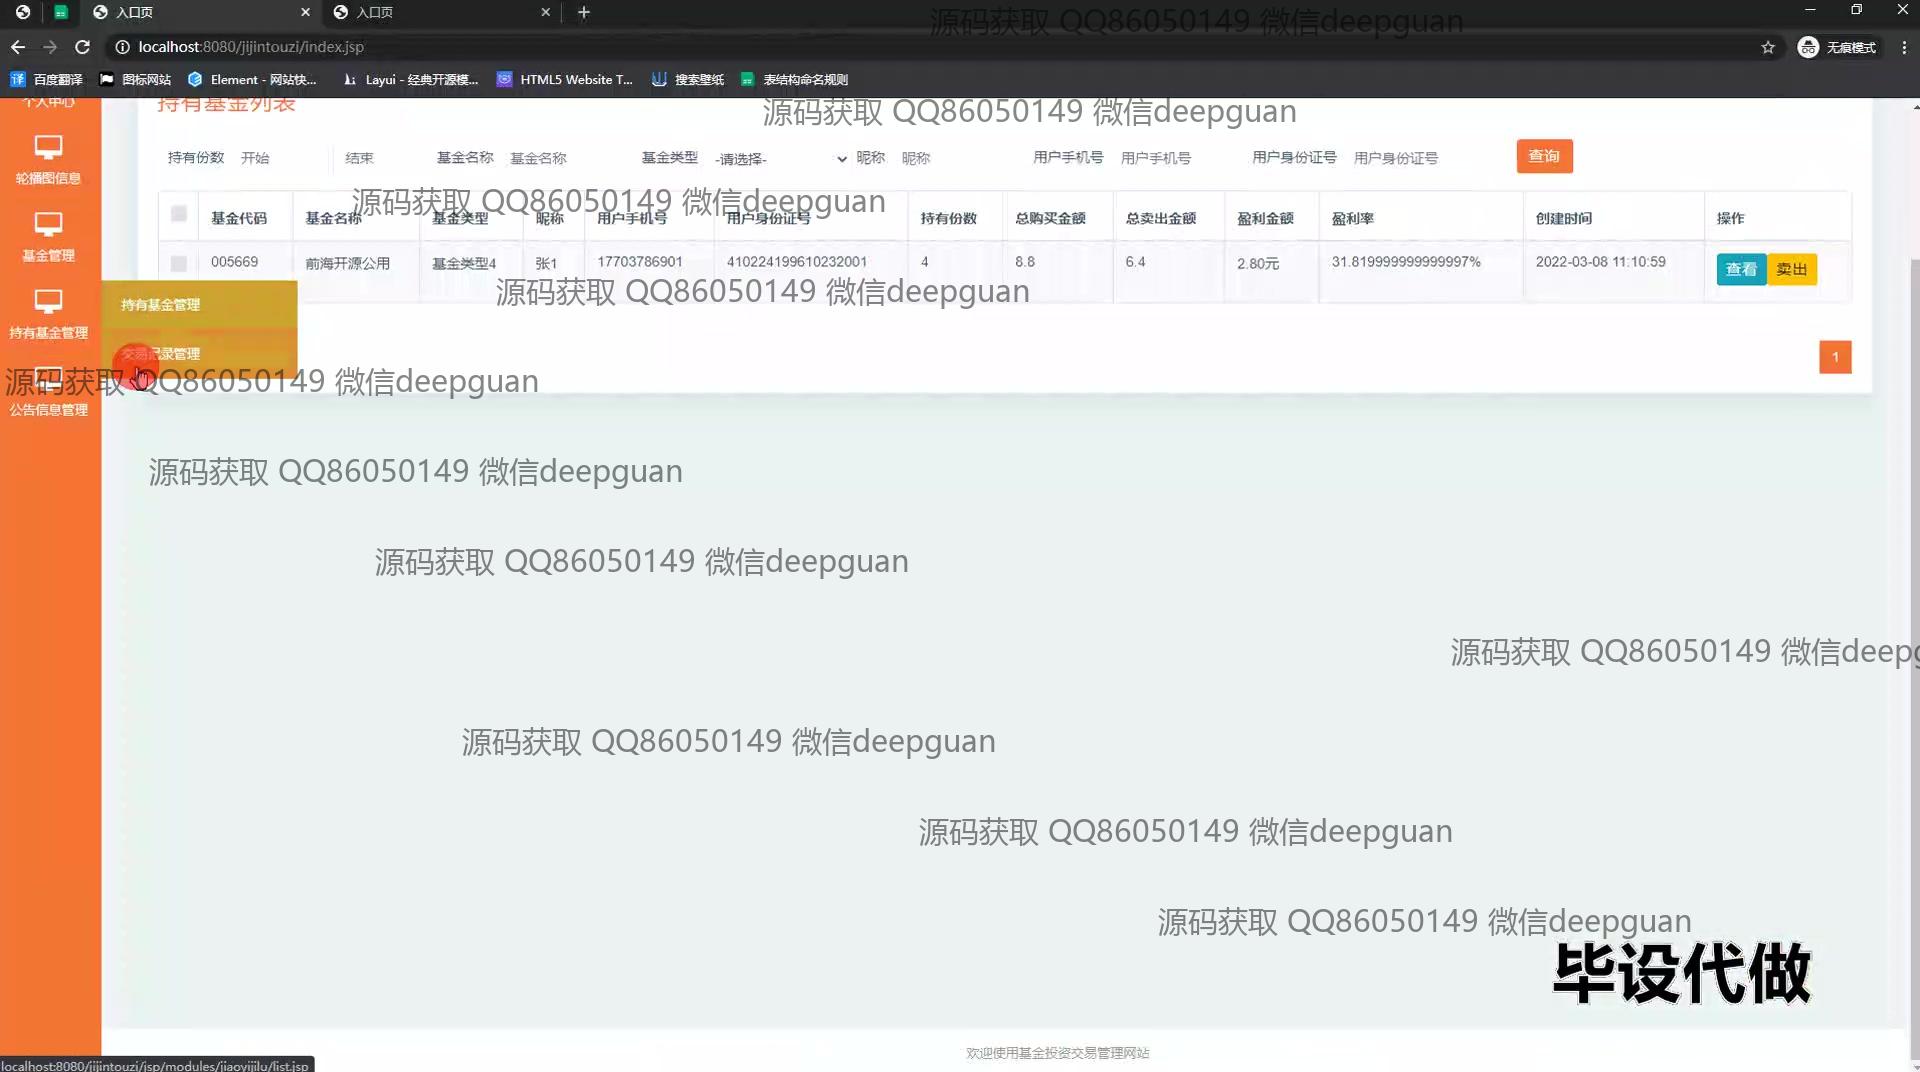 入口页
入口页
源码获取 QQ86050149 微信deepguan
localhost:8080/jijintouzi/index.jsp
无痕模式
百度翻译
图标网站
Element - 网站快...
Layui - 经典开源模...
HTML5 Website T...
搜索壁纸
表结构命名规则
个人中心
持有基金列表
源码获取 QQ86050149 微信deepguan
持有份数 开始 结束 基金名称 基金名称 基金类型 -请选择- 昵称 昵称 用户手机号 用户手机号 用户身份证号 用户身份证号 查询
轮播图信息
源码获取 QQ86050149 微信deepguan
基金代码 基金名称 基金类型 昵称 用户手机号 用户身份证号 持有份数 总购买金额 总卖出金额 盈利金额 盈利率 创建时间 操作
基金管理
005669 前海开源公用 基金类型4 张1 17703786901 410224199610232001 4 8.8 6.4 2.80元 31.819999999999997% 2022-03-08 11:10:59 查看 卖出
源码获取 QQ86050149 微信deepguan
持有基金管理
持有基金管理
交易记录管理
1
源码获取 QQ86050149 微信deepguan
公告信息管理
源码获取 QQ86050149 微信deepguan
源码获取 QQ86050149 微信deepguan
源码获取 QQ86050149 微信deepg
源码获取 QQ86050149 微信deepguan
源码获取 QQ86050149 微信deepguan
源码获取 QQ86050149 微信deepguan
毕设代做
欢迎使用基金投资交易管理网站
localhost:8080/jijintouzi/jsp/modules/jiaoyijilu/list.jsp